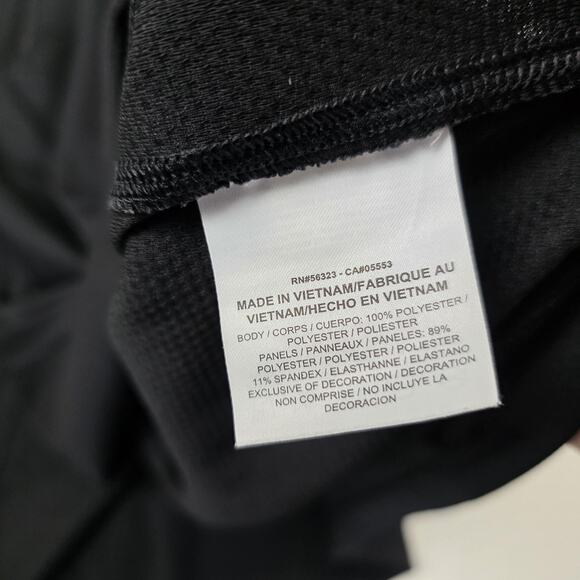 RN#56323 - CA#05553
MADE IN VIETNAM/FABRIQUE AU
VIETNAM/HECHO EN VIETNAM
BODY / CORPS / CUERPO: 100% POLYESTER /
POLYESTER / POLIESTER
PANELS / PANNEAUX / PANELES: 89%
POLYESTER / POLYESTER / POLIESTER
11% SPANDEX / ELASTHANNE / ELASTANO
EXCLUSIVE OF DECORATION / DECORATION
NON COMPRISE / NO INCLUYE LA
DECORACION